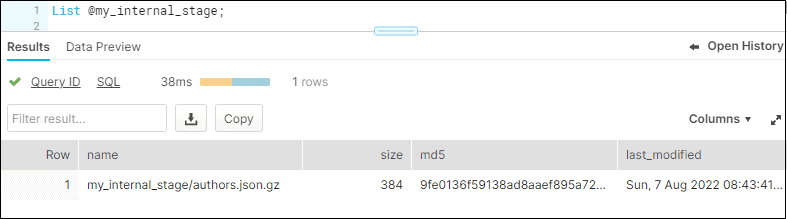 1 List @my_internal_stage;
2
Results Data Preview Open History
Query ID SQL 38ms 1 rows
Filter result... Copy Columns
Row name size md5 last_modified
1 my_internal_stage/authors.json.gz 384 9fe0136f59138ad8aaef895a72... Sun, 7 Aug 2022 08:43:41...